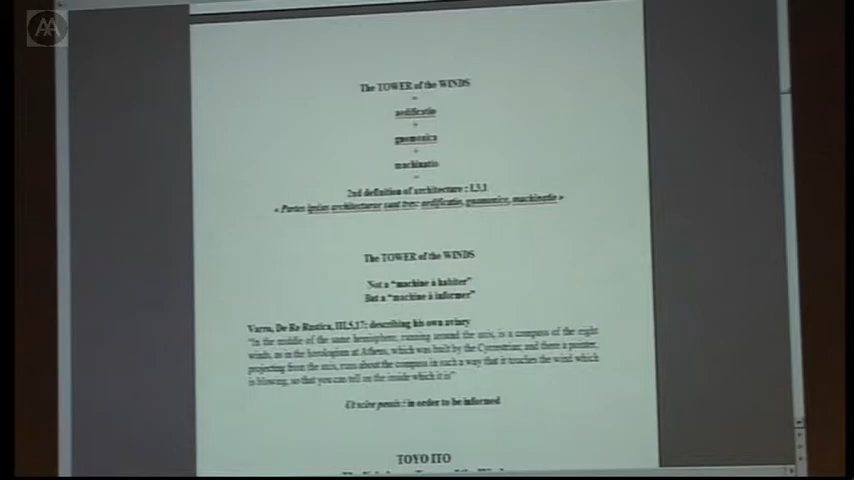 AA
The TOWER of the WINDS
=
aedificatio
+
gnomonica
+
machinatio
=
2nd definition of architecture : I.3.1
« Partes ipsius architecturae sunt tres: aedificatio, gnomonice, machinatio »
The TOWER of the WINDS
Not a "machine à habiter"
But a "machine à informer"
Varro, De Re Rustica, III.5.17: describing his own aviary
"In the middle of the same hemisphere, running around the axis, is a compass of the eight
winds, as in the horologium at Athens, which was built by the Cyrrestrian; and there a pointer,
projecting from the axis, runs about the compass in such a way that it touches the wind which
is blowing, so that you can tell on the inside which it is"
Ut scire possis : in order to be informed
TOYO ITO